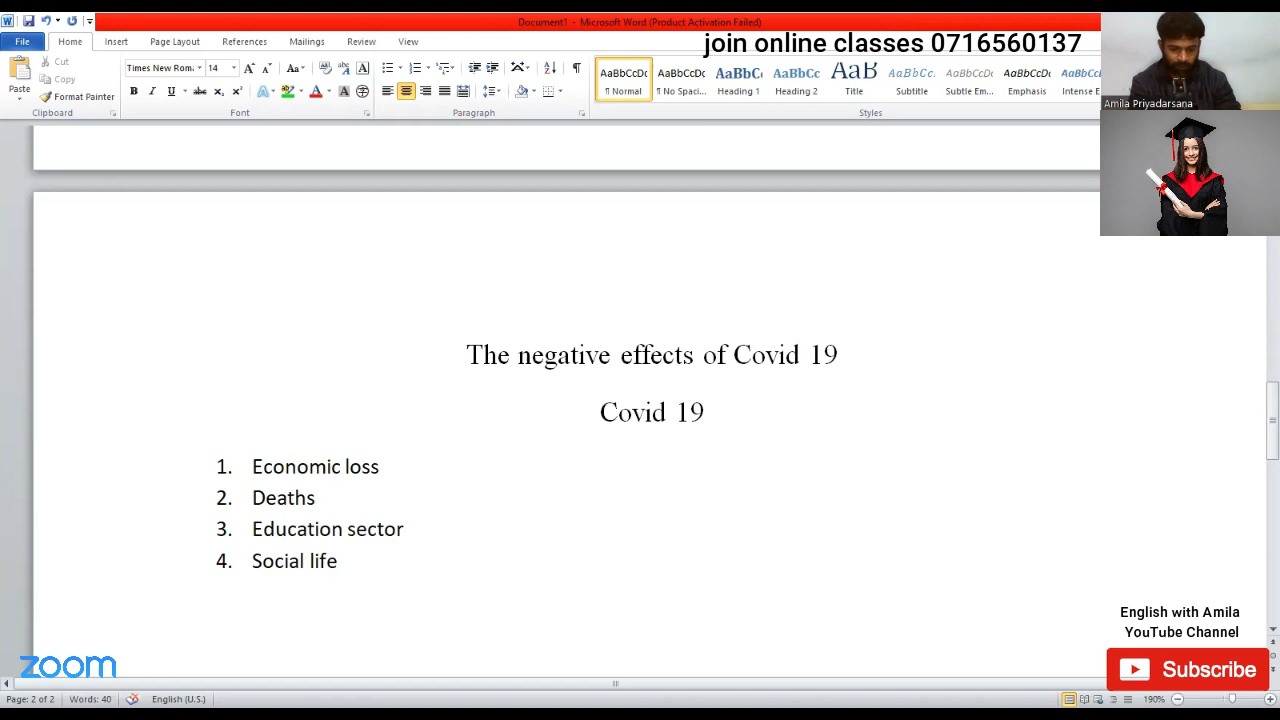 Document1 - Microsoft Word (Product Activation Failed)
File Home Insert Page Layout References Mailings Review View
join online classes 0716560137
Paste
Cut
Copy
Format Painter
Clipboard
Times New Rom 14
Font
Paragraph
AaBbCcDc AaBbCcDc AaBbC AaBbCc AaB AaBbCc. AaBbCcDc AaBbCcDc AaBbCcDc
¶ Normal ¶ No Spaci... Heading 1 Heading 2 Title Subtitle Subtle Em... Emphasis Intense E
Styles
Amila Priyadarsana
The negative effects of Covid 19
Covid 19
1. Economic loss
2. Deaths
3. Education sector
4. Social life
English with Amila
YouTube Channel
Subscribe
zoom
Page: 2 of 2 Words: 40 English (U.S.) 190%